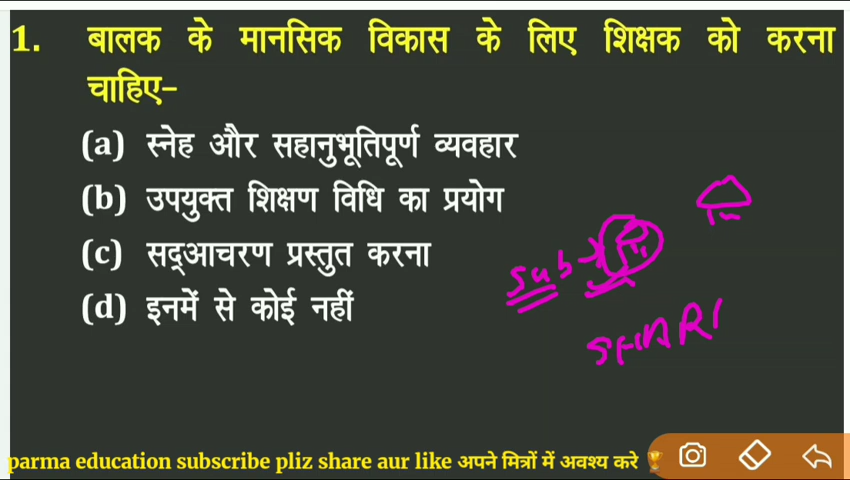 1. बालक के मानसिक विकास के लिए शिक्षक को करना
चाहिए-
(a) स्नेह और सहानुभूतिपूर्ण व्यवहार
(b) उपयुक्त शिक्षण विधि का प्रयोग
(c) सद्आचरण प्रस्तुत करना
(d) इनमें से कोई नहीं
Sub
parma education subscribe pliz share aur like अपने मित्रों में अवश्य करे 🏆